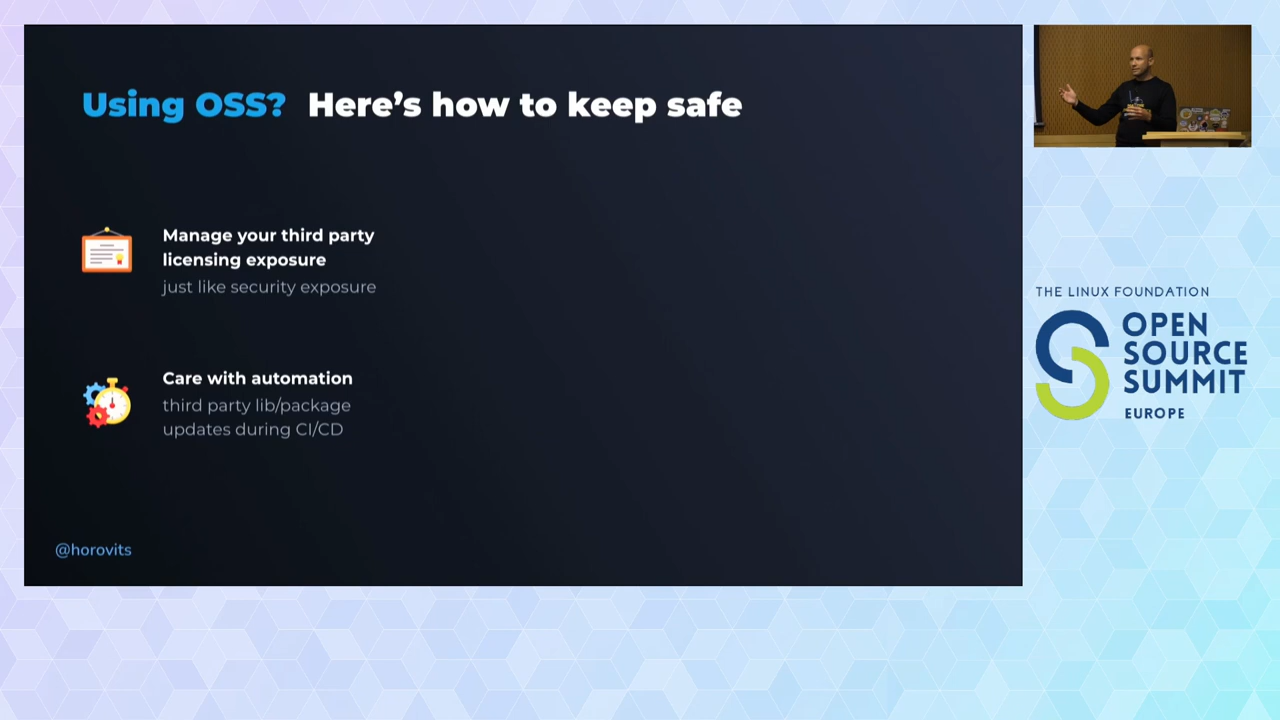 Using OSS? Here’s how to keep safe
Manage your third party
licensing exposure
just like security exposure
Care with automation
third party lib/package
updates during CI/CD
@horovits
THE LINUX FOUNDATION
OPEN
SOURCE
SUMMIT
EUROPE